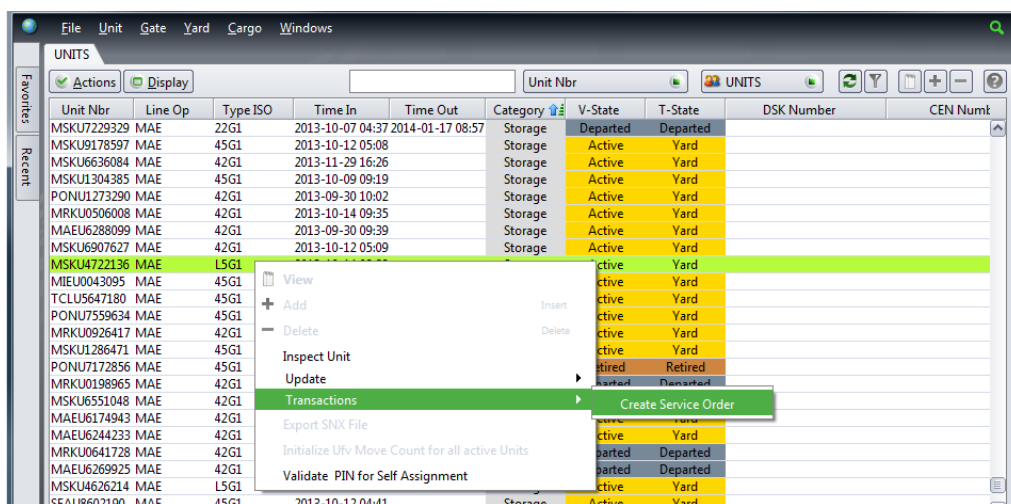 File Unit Gate Yard Cargo Windows
UNITS
Favorites
Recent
Actions Display Unit Nbr UNITS
Unit Nbr Line Op Type ISO Time In Time Out Category V-State T-State DSK Number CEN Numb
MSKU7229329 MAE 22G1 2013-10-07 04:37 2014-01-17 08:57 Storage Departed Departed
MSKU9178597 MAE 45G1 2013-10-12 05:08 Storage Active Yard
MSKU6636084 MAE 42G1 2013-11-29 16:26 Storage Active Yard
MSKU1304385 MAE 45G1 2013-10-09 09:19 Storage Active Yard
PONU1273290 MAE 42G1 2013-09-30 10:02 Storage Active Yard
MRKU0506008 MAE 42G1 2013-10-14 09:35 Storage Active Yard
MAEU6288099 MAE 42G1 2013-09-30 09:39 Storage Active Yard
MSKU6907627 MAE 42G1 2013-10-12 05:09 Storage Active Yard
MSKU4722136 MAE L5G1 ctive Yard
MIEU0043095 MAE 45G1 View ctive Yard
TCLU5647180 MAE 45G1 Add Insert ctive Yard
PONU7559634 MAE 45G1 ctive Yard
MRKU0926417 MAE 42G1 Delete Delete ctive Yard
MSKU1286471 MAE 45G1 Inspect Unit ctive Yard
PONU7172856 MAE 45G1 etired Retired
MRKU0198965 MAE 42G1 Update parted Departed
MSKU6551048 MAE 42G1 Transactions Create Service Order
MAEU6174943 MAE 42G1 Export SNX File
MAEU6244233 MAE 42G1 ctive Yard
MRKU0641728 MAE 42G1 Initialize Ufv Move Count for all active Units parted Departed
MAEU6269925 MAE 42G1 Validate PIN for Self Assignment parted Departed
MSKU4626214 MAE L5G1 ctive Yard
SEAU8602190 MAE 45G1 2013-10-12 04:41 Storage Active Yard